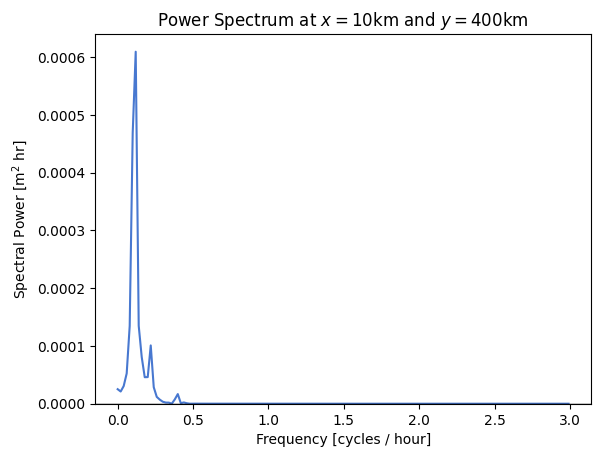 Power Spectrum at x = 10km and y = 400km
Spectral Power [m² hr]
0.0006
0.0005
0.0004
0.0003
0.0002
0.0001
0.0000
0.0 0.5 1.0 1.5 2.0 2.5 3.0
Frequency [cycles / hour]